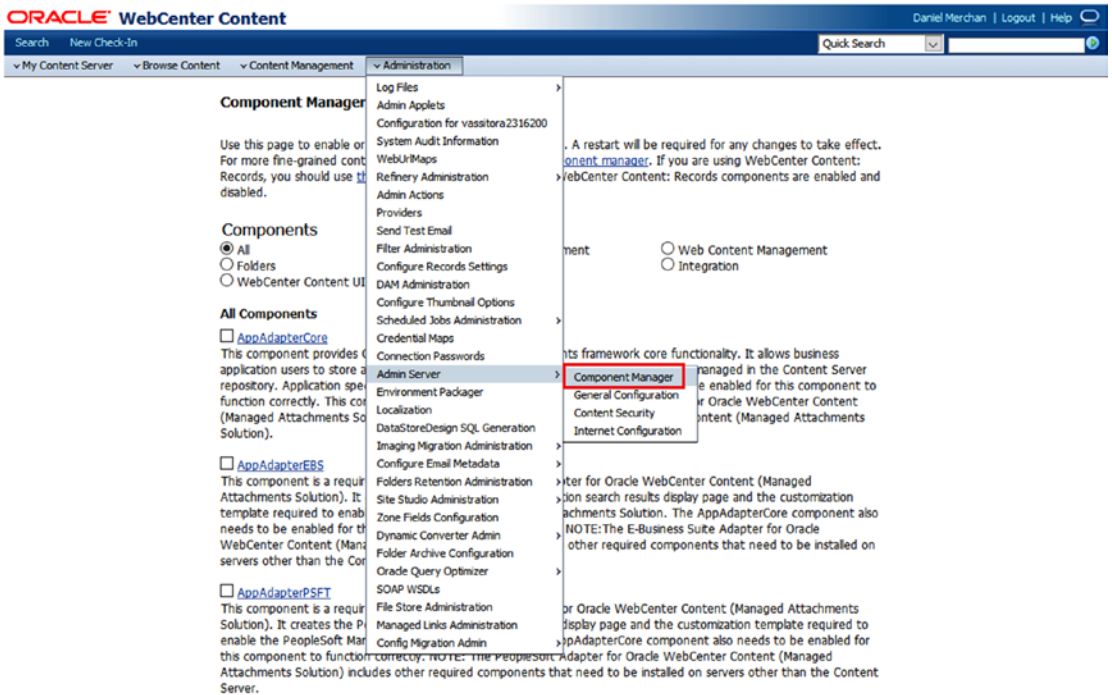 ORACLE WebCenter Content
Daniel Merchan | Logout | Help
Search New Check-In
Quick Search
My Content Server Browse Content Content Management Administration
Log Files
Admin Applets
Configuration for vassitora2316200
System Audit Information
WebUrlMaps
Refinery Administration
Admin Actions
Providers
Send Test Email
Filter Administration
Configure Records Settings
DAM Administration
Configure Thumbnail Options
Scheduled Jobs Administration
Credential Maps
Connection Passwords
Admin Server
Environment Packager
Localization
DataStoreDesign SQL Generation
Imaging Migration Administration
Configure Email Metadata
Folders Retention Administration
Site Studio Administration
Zone Fields Configuration
Dynamic Converter Admin
Folder Archive Configuration
Oracle Query Optimizer
SOAP WSDLs
File Store Administration
Managed Links Administration
Config Migration Admin
Component Manager
General Configuration
Content Security
Internet Configuration
Component Manager
Use this page to enable or . A restart will be required for any changes to take effect.
For more fine-grained cont onent manager. If you are using WebCenter Content:
Records, you should use th WebCenter Content: Records components are enabled and
disabled.
Components
All ment Web Content Management
Folders Integration
WebCenter Content UI
All Components
AppAdapterCore
This component provides nts framework core functionality. It allows business
application users to store a managed in the Content Server
repository. Application spe e enabled for this component to
function correctly. This cor or Oracle WebCenter Content
(Managed Attachments So ontent (Managed Attachments
Solution).
AppAdapterEBS
This component is a requir ter for Oracle WebCenter Content (Managed
Attachments Solution). It tion search results display page and the customization
template required to enab achments Solution. The AppAdapterCore component also
needs to be enabled for th NOTE:The E-Business Suite Adapter for Oracle
WebCenter Content (Mana other required components that need to be installed on
servers other than the Con
AppAdapterPSFT
This component is a requir or Oracle WebCenter Content (Managed Attachments
Solution). It creates the Pe display page and the customization template required to
enable the PeopleSoft Mar ppAdapterCore component also needs to be enabled for
this component to function correctly. NOTE: The PeopleSoft Adapter for Oracle WebCenter Content (Managed
Attachments Solution) includes other required components that need to be installed on servers other than the Content
Server.